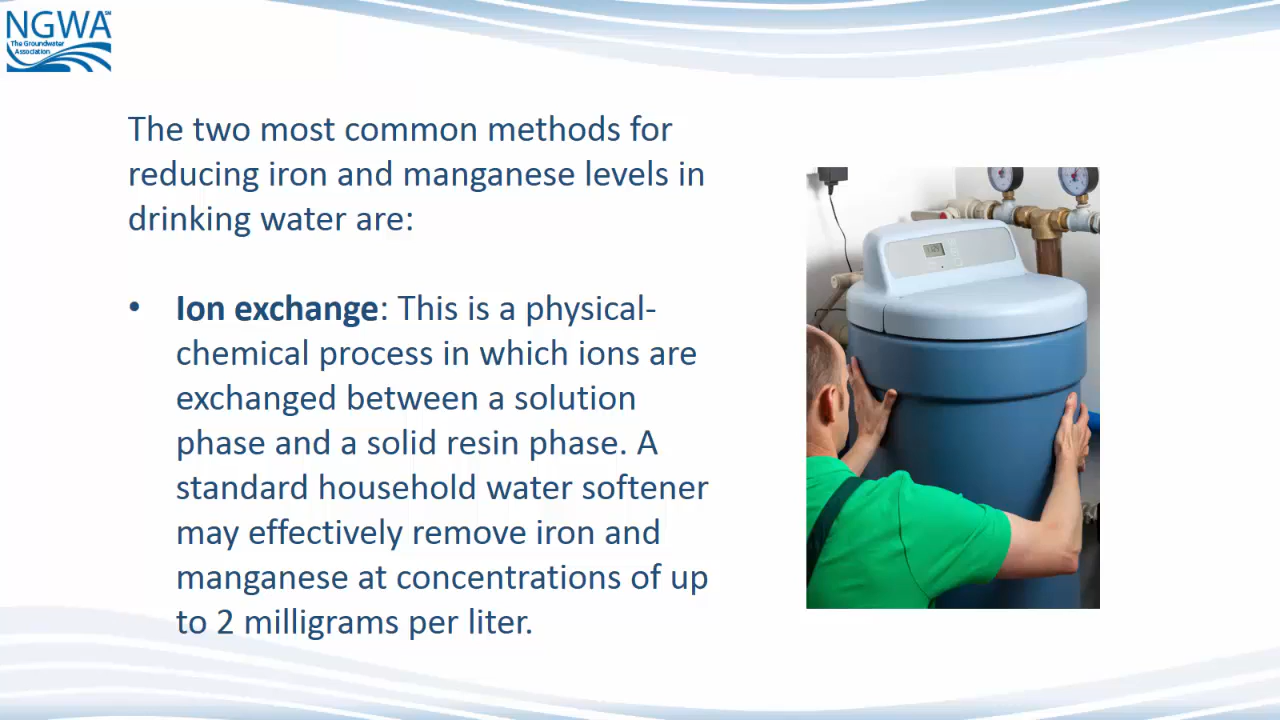 NGWA
The Groundwater
Association
The two most common methods for
reducing iron and manganese levels in
drinking water are:
• Ion exchange: This is a physical-
chemical process in which ions are
exchanged between a solution
phase and a solid resin phase. A
standard household water softener
may effectively remove iron and
manganese at concentrations of up
to 2 milligrams per liter.